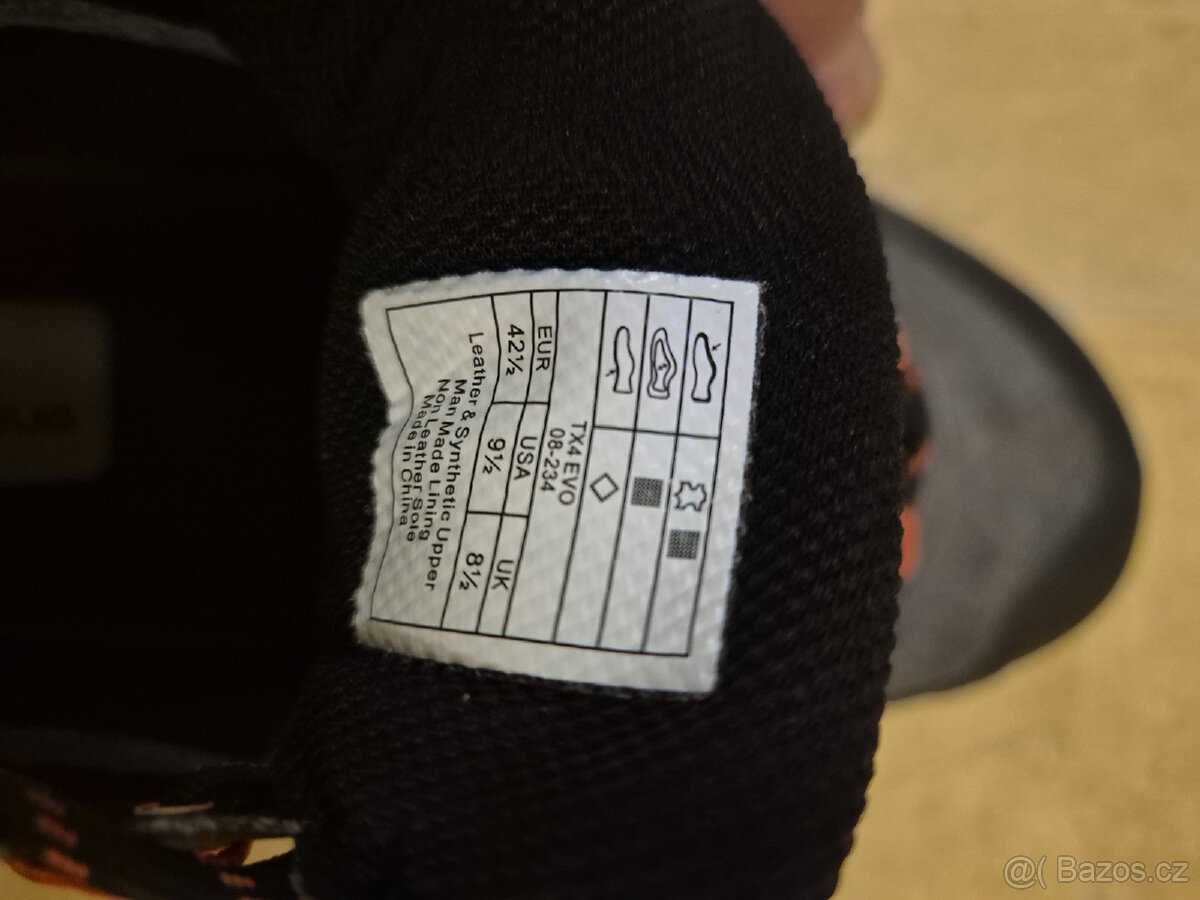 TX4 EVO
08-234
EUR USA UK
42½ 9½ 8½
Leather & Synthetic Upper
Man Made Lining
Non Leather Sole
Made in China
@( Bazos.cz